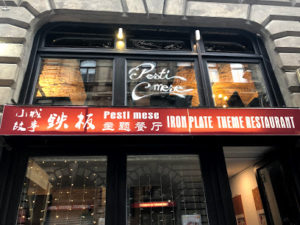 Pesti
mese
小城故事 铁板 Pesti mese 主题餐厅 IRON PLATE THEME RESTAURANT